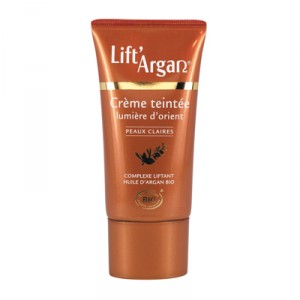 Lift'Argan
Crème teintée
lumière d'orient
PEAUX CLAIRES
COMPLEXE LIFTANT
HUILE D'ARGAN BIO